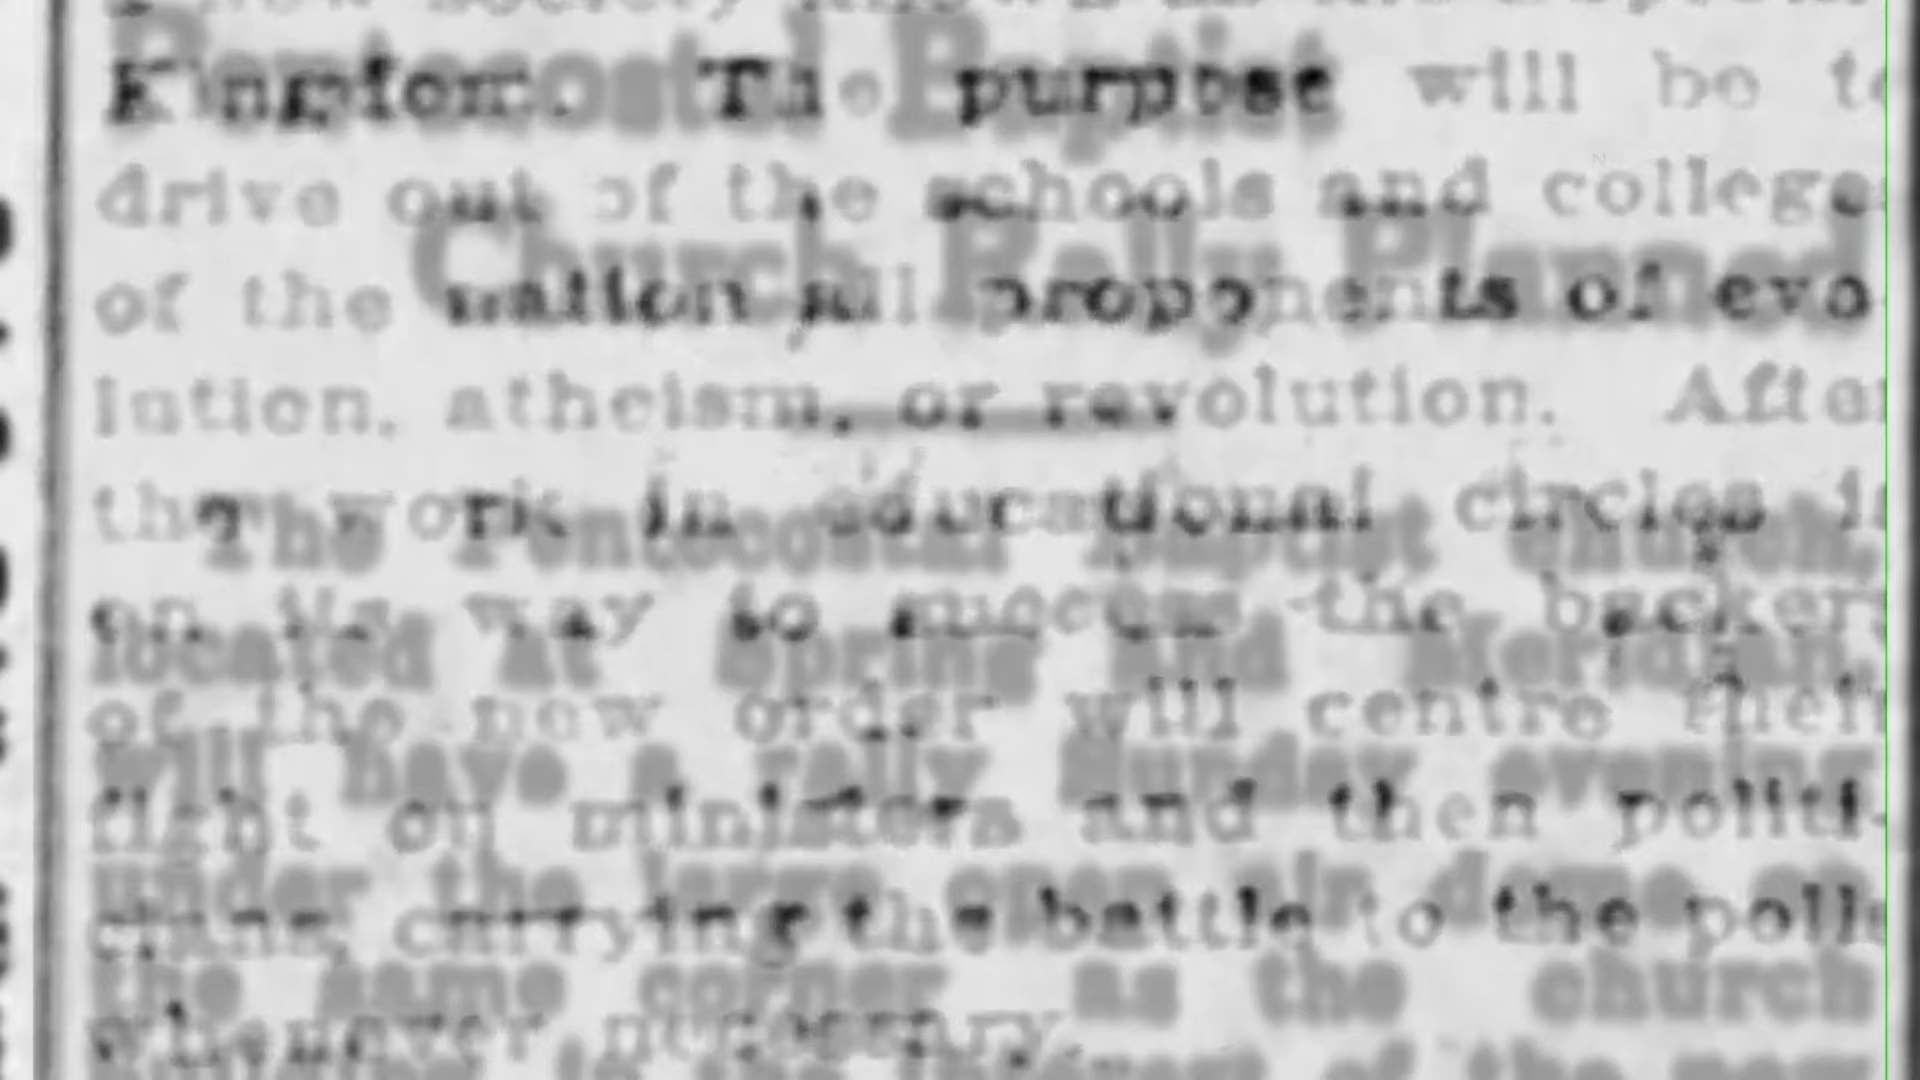 Kingdom. The purpose will be to
drive out of the schools and colleges
of the nation all proponents of evo
lution, atheism, or revolution. After
the work in educational circles is
on its way to success the backers
of the new order will centre their
fight on ministers and then politi-
cians, carrying the battle to the polls
whenever necessary.
Pentecostal Baptist
Church Rally Planned
The Pentecostal Baptist Church,
located at Spring and Meridian,
will have a rally Sunday evening
under the large open air dome on
the same corner as the church